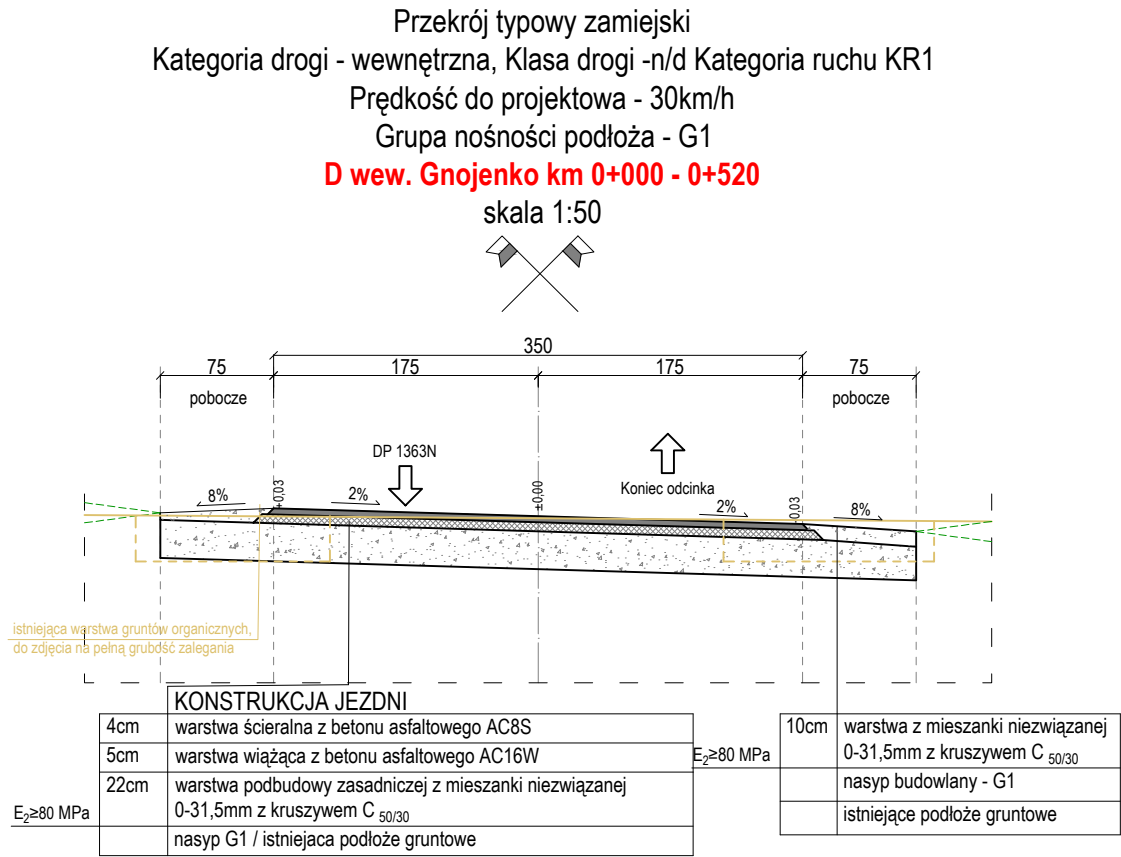 Przekrój typowy zamiejski
Kategoria drogi - wewnętrzna, Klasa drogi -n/d Kategoria ruchu KR1
Prędkość do projektowa - 30km/h
Grupa nośności podłoża - G1
D wew. Gnojenko km 0+000 - 0+520
skala 1:50
350
75
175
175
75
pobocze
pobocze
DP 1363N
Koniec odcinka
8%
+0,03
2%
±0,00
2%
-0,03
8%
istniejąca warstwa gruntów organicznych,
do zdjęcia na pełną grubość zalegania
KONSTRUKCJA JEZDNI
4cm warstwa ścieralna z betonu asfaltowego AC8S
5cm warstwa wiążąca z betonu asfaltowego AC16W
22cm warstwa podbudowy zasadniczej z mieszanki niezwiązanej
0-31,5mm z kruszywem C 50/30
E₂≥80 MPa
nasyp G1 / istniejaca podłoże gruntowe
10cm warstwa z mieszanki niezwiązanej
0-31,5mm z kruszywem C 50/30
E₂≥80 MPa
nasyp budowlany - G1
istniejące podłoże gruntowe